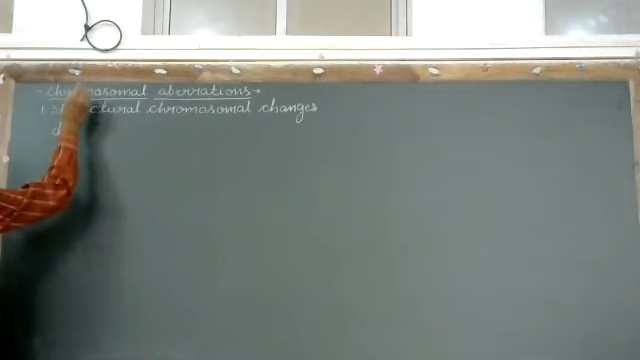 - Chromosomal aberrations →
1. Structural chromosomal changes
d